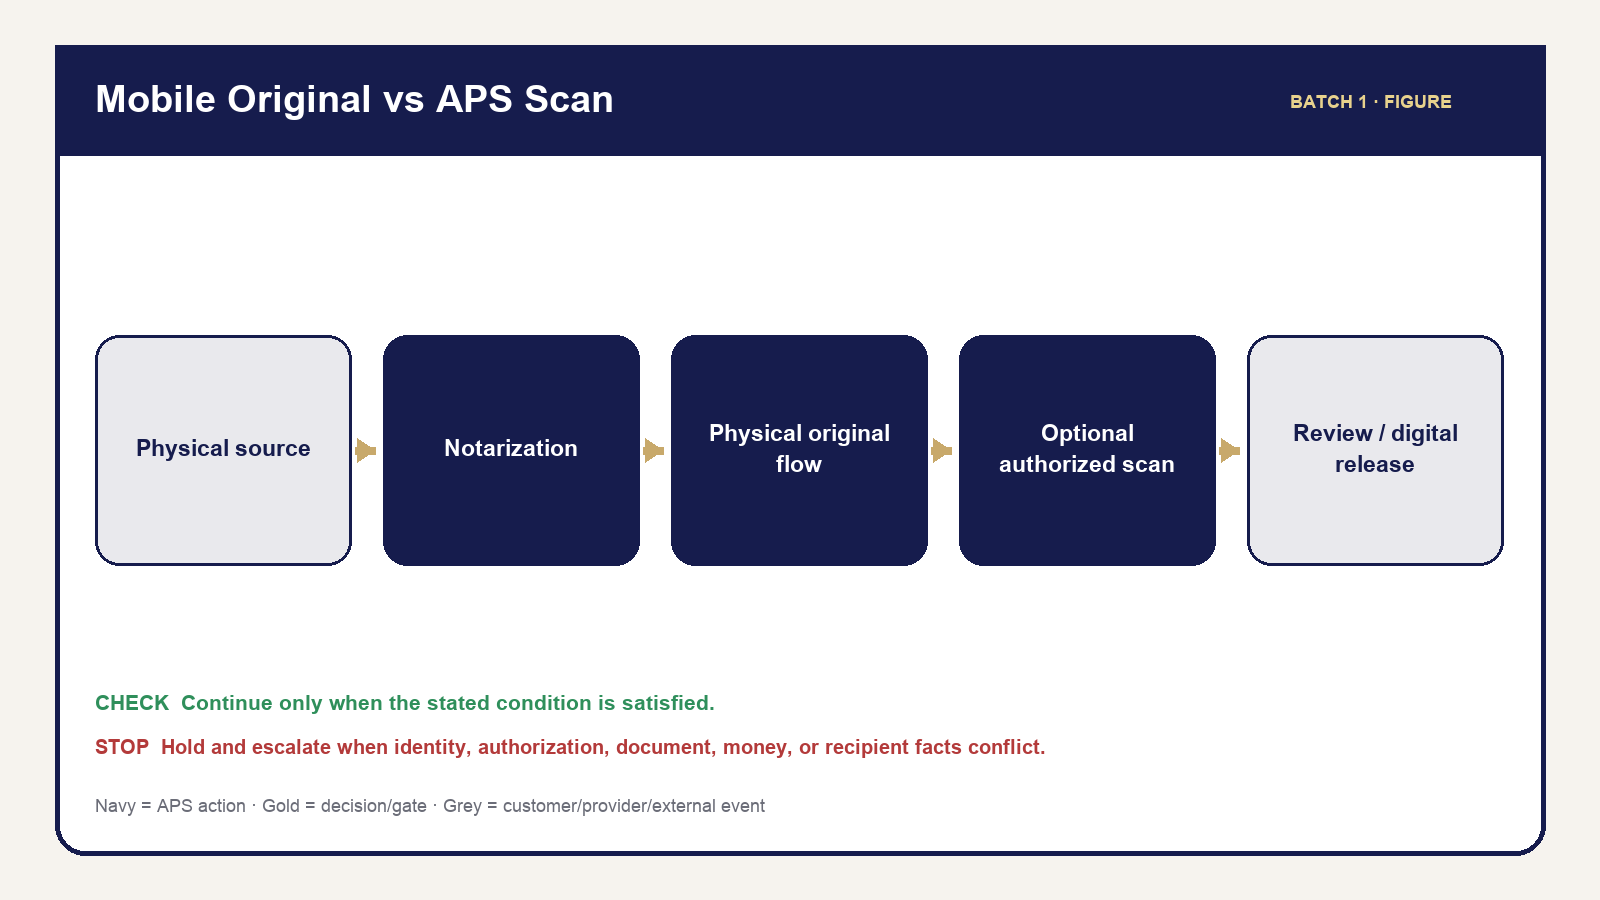 Mobile Original vs APS Scan
BATCH 1 · FIGURE
Physical source
Notarization
Physical original
flow
Optional
authorized scan
Review / digital
release
CHECK Continue only when the stated condition is satisfied.
STOP Hold and escalate when identity, authorization, document, money, or recipient facts conflict.
Navy = APS action · Gold = decision/gate · Grey = customer/provider/external event